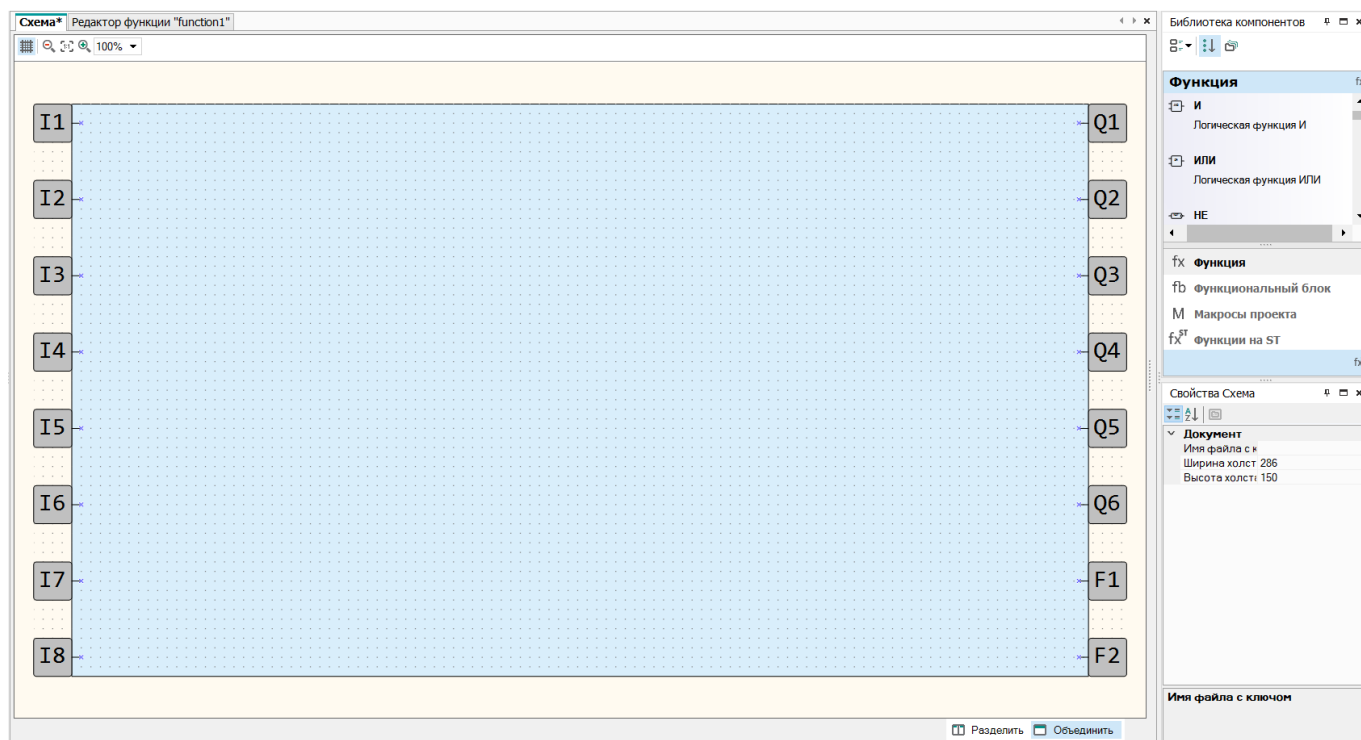 Схема* Редактор функции "function1"
100%
I1
I2
I3
I4
I5
I6
I7
I8
Q1
Q2
Q3
Q4
Q5
Q6
F1
F2
Разделить Объединить
Библиотека компонентов
Функция
И
Логическая функция И
ИЛИ
Логическая функция ИЛИ
НЕ
fx Функция
fb Функциональный блок
M Макросы проекта
fx ST Функции на ST
Свойства Схема
Документ
Имя файла с к
Ширина холст 286
Высота холста 150
Имя файла с ключом